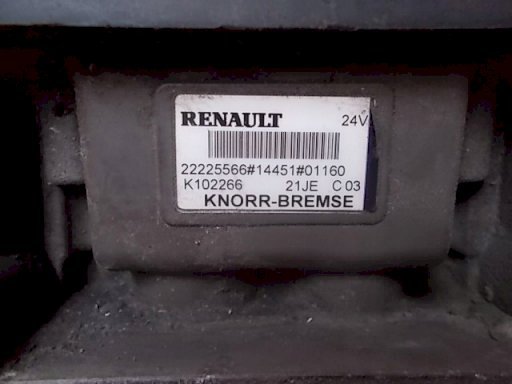 RENAULT 24V
22225566#14451#01160
K102266 21JE C 03
KNORR-BREMSE